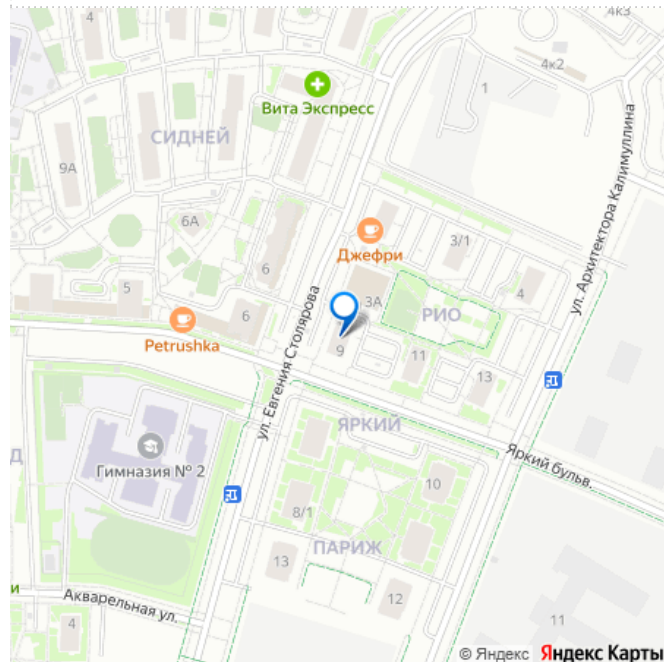 4
4к3
4к2
1
Вита Экспресс
СИДНЕЙ
9А
ул. Архитектора Калимуллина
6А
3/1
Джефри
6
5
4
3А
РИО
ул. Евгения Столярова
6
Petrushka
9
11
13
ЯРКИЙ
Яркий бульв.
Гимназия № 2
Д
10
8/1
ПАРИЖ
13
и
Акварельная ул.
12
4
11
© Яндекс Яндекс Карты